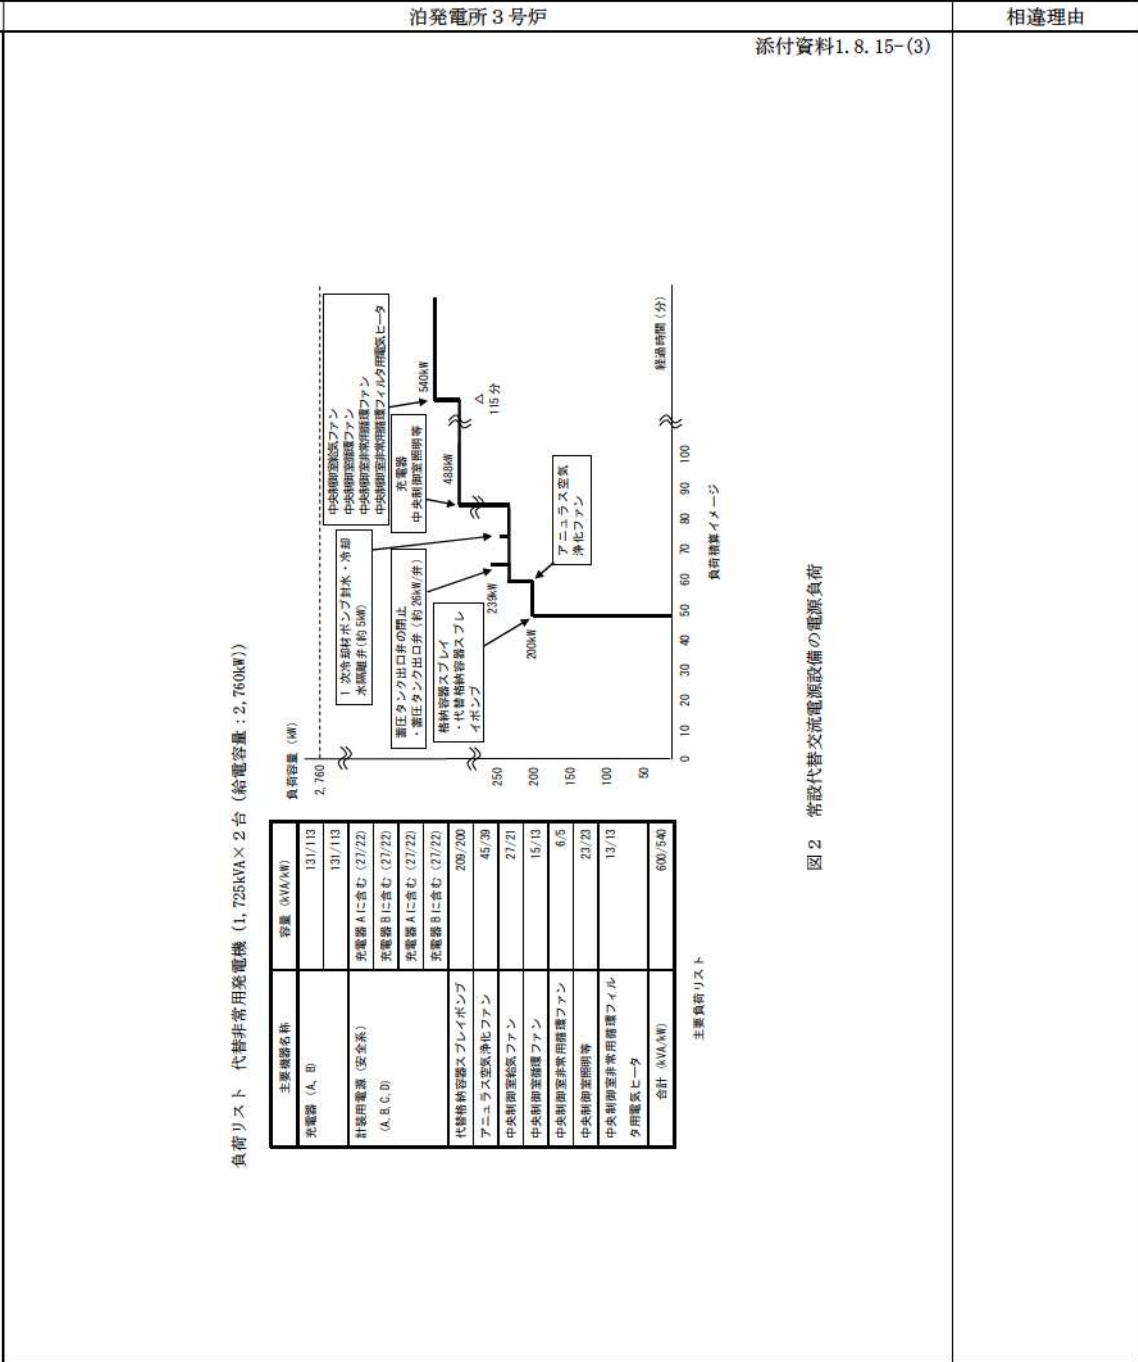 泊発電所3号炉
相違理由
添付資料1.8.15-(3)
負荷リスト 代替非常用発電機（1,725kVA×2台（給電容量：2,760kW））
主要機器名称 容量（kVA/kW）
充電器（A，B） 131/113
131/113
計装用電源（安全系）
（A,B,C,D）
充電器Aに含む（27/22）
充電器Bに含む（27/22）
充電器Aに含む（27/22）
充電器Bに含む（27/22）
代替格納容器スプレイポンプ 209/200
アニュラス空気浄化ファン 45/39
中央制御室給気ファン 27/21
中央制御室循環ファン 15/13
中央制御室非常用循環ファン 6/5
中央制御室照明等 23/23
中央制御室非常用循環フィル
タ用電気ヒータ
13/13
合計（kVA/kW） 600/540
主要負荷リスト
負荷容量（kW）
2,760
250
200
150
100
50
0 10 20 30 40 50 60 70 80 90 100
経過時間（分）
中央制御室給気ファン
中央制御室循環ファン
中央制御室非常用循環ファン
中央制御室非常用循環フィルタ用電気ヒータ
充電器
中央制御室照明等
1次冷却材ポンプ封水・冷却
水隔離弁（約5kW）
蓄圧タンク出口弁の閉止
・蓄圧タンク出口弁（約26kW/弁）
格納容器スプレイ
・代替格納容器スプレ
イポンプ
アニュラス空気
浄化ファン
200kW
239kW
488kW
540kW
△
115分
負荷積算イメージ
図2 常設代替交流電源設備の電源負荷